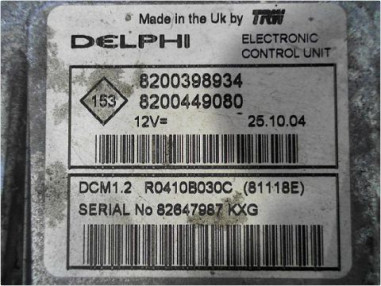 Made in the Uk by TRW
DELPHI
ELECTRONIC
CONTROL UNIT
153
8200398934
8200449080
12V= 25.10.04
DCM1.2 R0410B030C (81118E)
SERIAL No 82647987 KXG